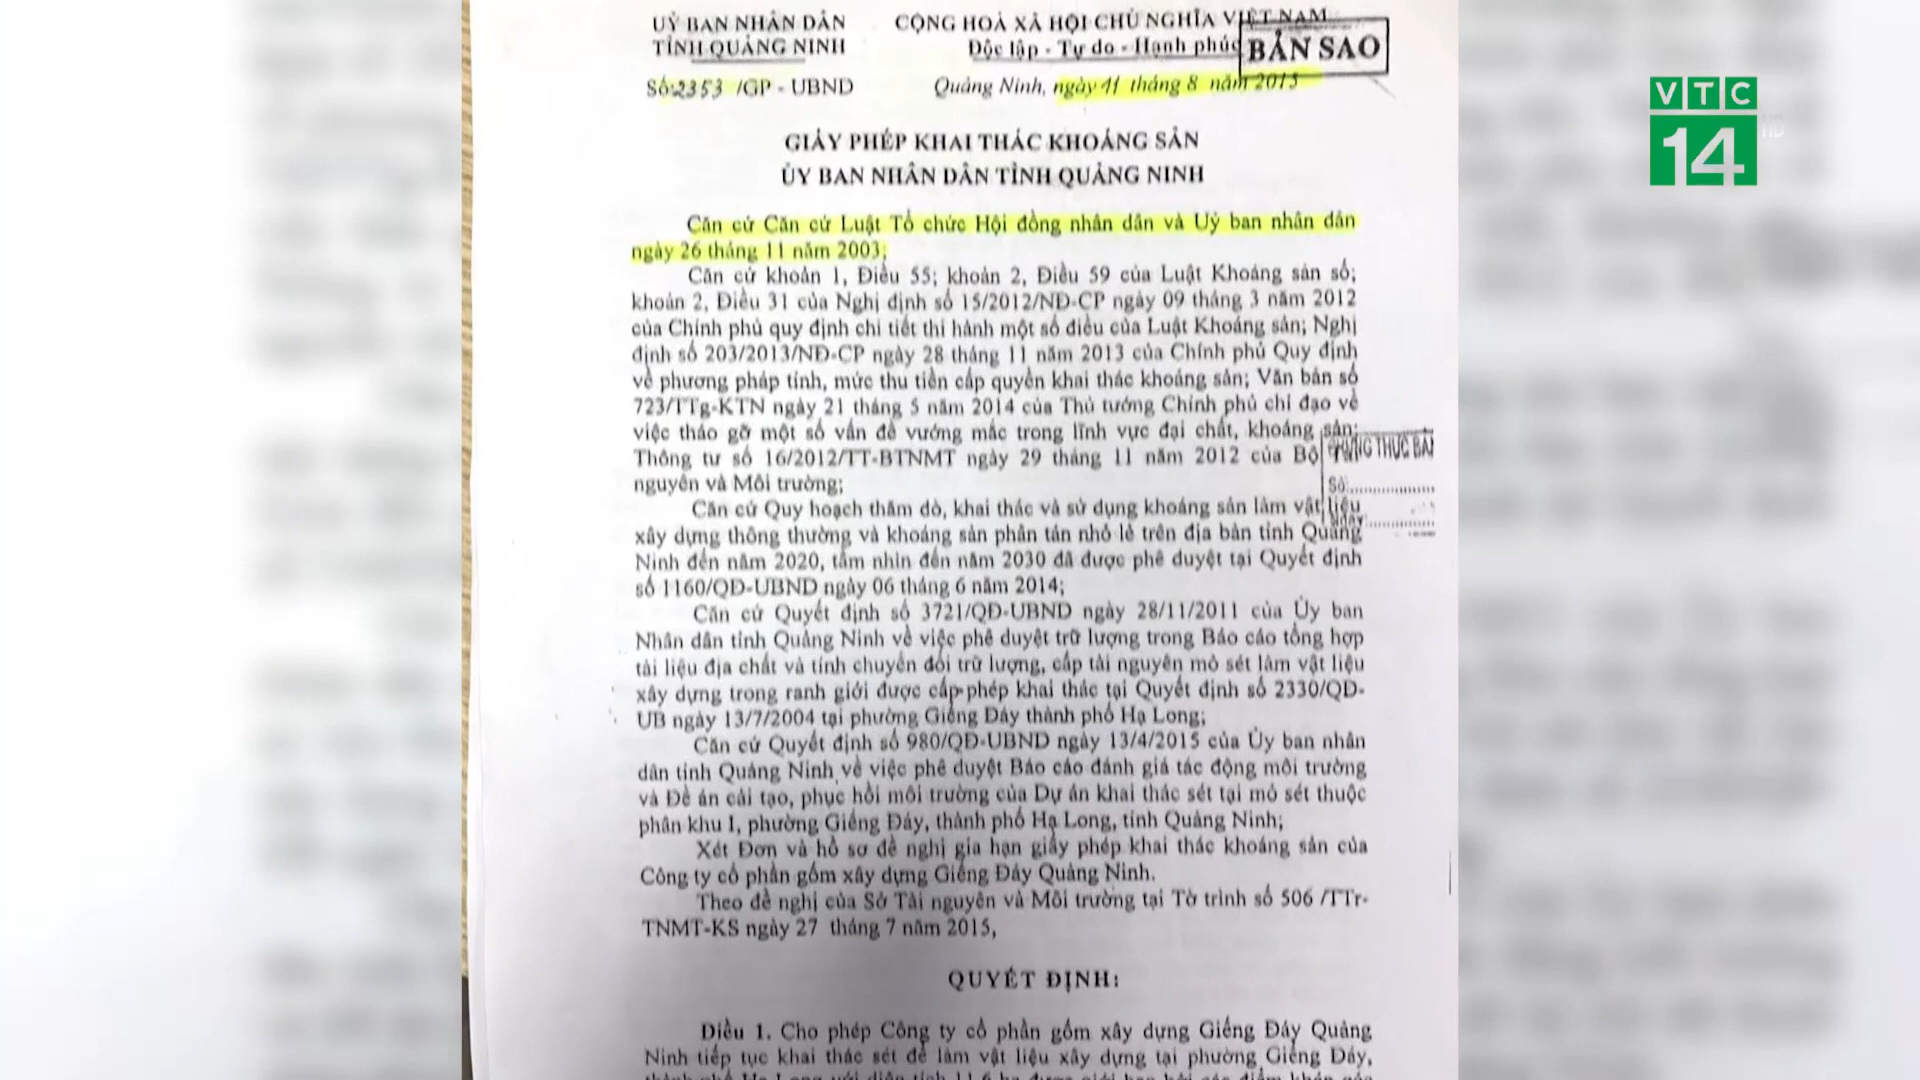 UỶ BAN NHÂN DÂN
TỈNH QUẢNG NINH
CỘNG HOÀ XÃ HỘI CHỦ NGHĨA VIỆT NAM
Độc lập - Tự do - Hạnh phúc
BẢN SAO
Số:2353 /GP - UBND
Quảng Ninh, ngày 11 tháng 8 năm 2015
VTC
14
HD
GIẤY PHÉP KHAI THÁC KHOÁNG SẢN
ỦY BAN NHÂN DÂN TỈNH QUẢNG NINH
Căn cứ Căn cứ Luật Tổ chức Hội đồng nhân dân và Uỷ ban nhân dân
ngày 26 tháng 11 năm 2003;
Căn cứ khoản 1, Điều 55; khoản 2, Điều 59 của Luật Khoáng sản số;
khoản 2, Điều 31 của Nghị định số 15/2012/NĐ-CP ngày 09 tháng 3 năm 2012
của Chính phủ quy định chi tiết thi hành một số điều của Luật Khoáng sản; Nghị
định số 203/2013/NĐ-CP ngày 28 tháng 11 năm 2013 của Chính phủ Quy định
về phương pháp tính, mức thu tiền cấp quyền khai thác khoáng sản; Văn bản số
723/TTg-KTN ngày 21 tháng 5 năm 2014 của Thủ tướng Chính phủ chỉ đạo về
việc tháo gỡ một số vấn đề vướng mắc trong lĩnh vực đại chất, khoáng sản;
Thông tư số 16/2012/TT-BTNMT ngày 29 tháng 11 năm 2012 của Bộ
THỰC BẢN
Số:
nguyên và Môi trường;
Căn cứ Quy hoạch thăm dò, khai thác và sử dụng khoáng sản làm vật liệu
xây dựng thông thường và khoáng sản phân tán nhỏ lẻ trên địa bàn tỉnh Quảng
Ninh đến năm 2020, tầm nhìn đến năm 2030 đã được phê duyệt tại Quyết định
số 1160/QĐ-UBND ngày 06 tháng 6 năm 2014;
Căn cứ Quyết định số 3721/QĐ-UBND ngày 28/11/2011 của Ủy ban
Nhân dân tỉnh Quảng Ninh về việc phê duyệt trữ lượng trong Báo cáo tổng hợp
tài liệu địa chất và tính chuyển đổi trữ lượng, cấp tài nguyên mỏ sét làm vật liệu
xây dựng trong ranh giới được cấp phép khai thác tại Quyết định số 2330/QĐ-
UB ngày 13/7/2004 tại phường Giếng Đáy thành phố Hạ Long;
Căn cứ Quyết định số 980/QĐ-UBND ngày 13/4/2015 của Ủy ban nhân
dân tỉnh Quảng Ninh về việc phê duyệt Báo cáo đánh giá tác động môi trường
và Đề án cải tạo, phục hồi môi trường của Dự án khai thác sét tại mỏ sét thuộc
phân khu I, phường Giếng Đáy, thành phố Hạ Long, tỉnh Quảng Ninh;
Xét Đơn và hồ sơ đề nghị gia hạn giấy phép khai thác khoáng sản của
Công ty cổ phần gốm xây dựng Giếng Đáy Quảng Ninh.
Theo đề nghị của Sở Tài nguyên và Môi trường tại Tờ trình số 506 /TTr-
TNMT-KS ngày 27 tháng 7 năm 2015,
QUYẾT ĐỊNH:
Điều 1. Cho phép Công ty cổ phần gốm xây dựng Giếng Đáy Quảng
Ninh tiếp tục khai thác sét để làm vật liệu xây dựng tại phường Giếng Đáy,